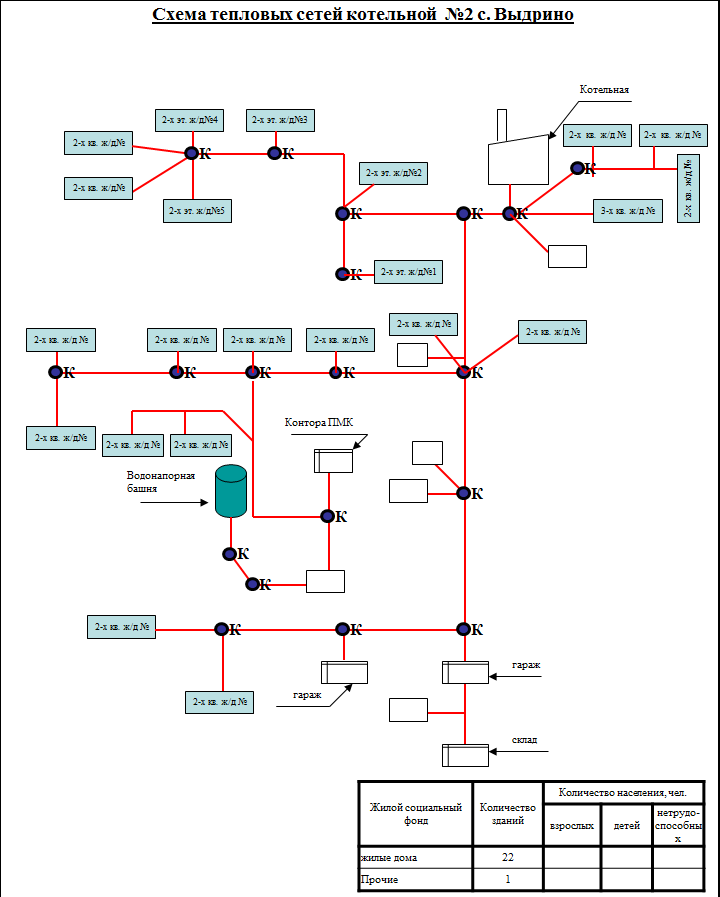 Схема тепловых сетей котельной №2 с. Выдрино
Котельная
2-х эт. ж/д№4
2-х эт. ж/д№3
2-х кв. ж/д №
2-х кв. ж/д №
2-х кв. ж/д№
К
К
К
2-х кв. ж/д №
2-х эт. ж/д№2
2-х кв. ж/д№
2-х эт. ж/д№5
К
К
К
3-х кв. ж/д №
К
2-х эт. ж/д№1
2-х кв. ж/д №
2-х кв. ж/д №
2-х кв. ж/д №
2-х кв. ж/д №
2-х кв. ж/д №
2-х кв. ж/д №
К
К
К
К
К
Контора ПМК
2-х кв. ж/д№
2-х кв. ж/д №
2-х кв. ж/д №
Водонапорная
башня
К
К
К
К
2-х кв. ж/д №
К
К
К
гараж
гараж
2-х кв. ж/д №
склад
Жилой социальный
фонд
Количество
зданий
Количество населения, чел.
взрослых
детей
нетрудо-
способны
х
жилые дома
22
Прочие
1